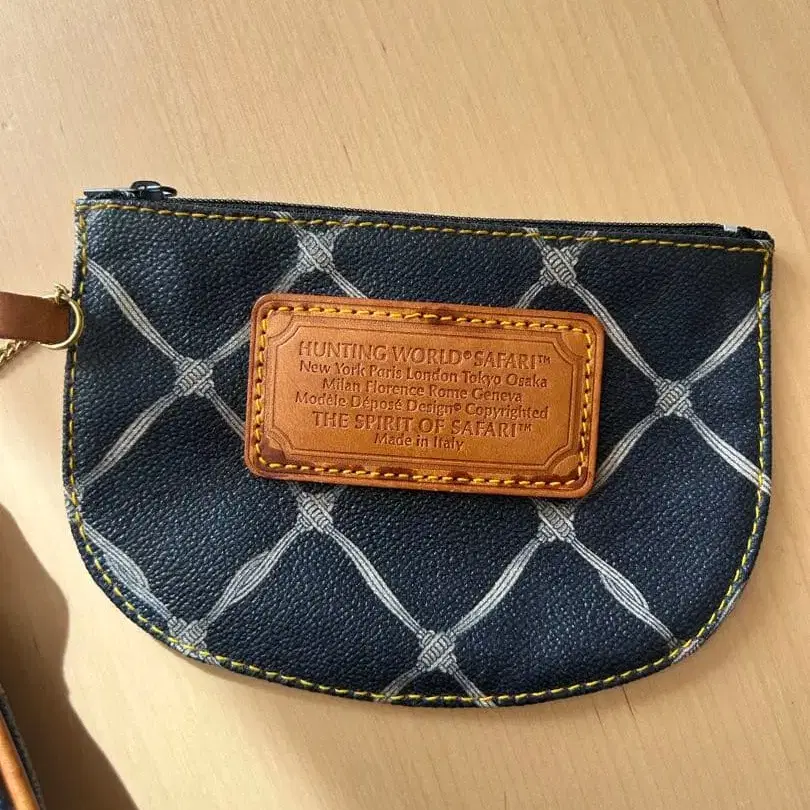 HUNTING WORLD® SAFARI™
New York Paris London Tokyo Osaka
Milan Florence Rome Geneva
Modèle Déposé Design® Copyrighted
THE SPIRIT OF SAFARI™
Made in Italy